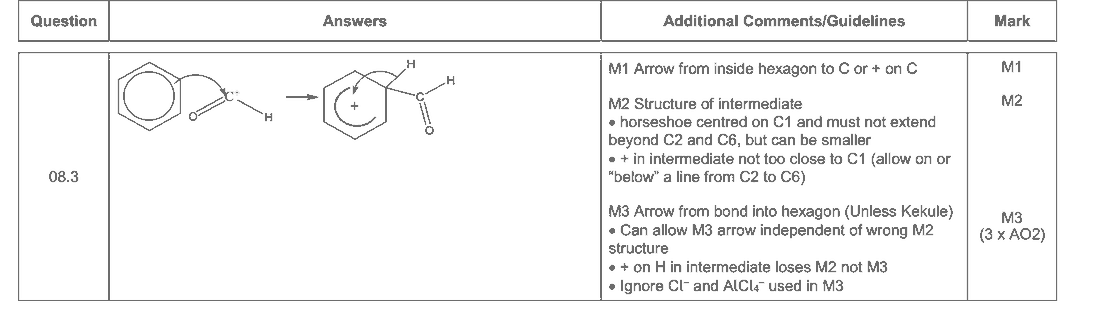 Question Answers Additional Comments/Guidelines Mark
M1 Arrow from inside hexagon to C or + on C M1
M2 Structure of intermediate M2
• horseshoe centred on C1 and must not extend
beyond C2 and C6, but can be smaller
• + in intermediate not too close to C1 (allow on or
“below” a line from C2 to C6)
08.3
M3 Arrow from bond into hexagon (Unless Kekule) M3
• Can allow M3 arrow independent of wrong M2 (3 x AO2)
structure
• + on H in intermediate loses M2 not M3
• Ignore Cl⁻ and AlCl₄⁻ used in M3
H
H
C
C
+
O
H
O